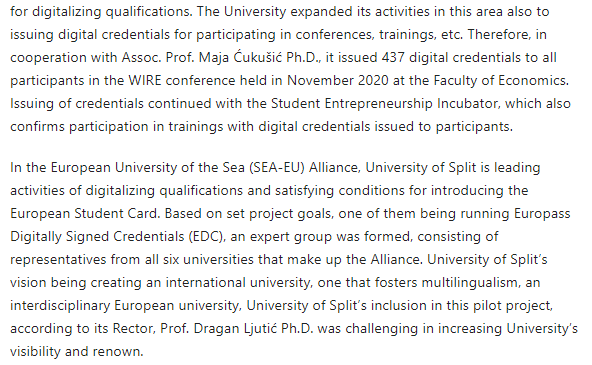 for digitalizing qualifications. The University expanded its activities in this area also to
issuing digital credentials for participating in conferences, trainings, etc. Therefore, in
cooperation with Assoc. Prof. Maja Ćukušić Ph.D., it issued 437 digital credentials to all
participants in the WIRE conference held in November 2020 at the Faculty of Economics.
Issuing of credentials continued with the Student Entrepreneurship Incubator, which also
confirms participation in trainings with digital credentials issued to participants.
In the European University of the Sea (SEA-EU) Alliance, University of Split is leading
activities of digitalizing qualifications and satisfying conditions for introducing the
European Student Card. Based on set project goals, one of them being running Europass
Digitally Signed Credentials (EDC), an expert group was formed, consisting of
representatives from all six universities that make up the Alliance. University of Split’s
vision being creating an international university, one that fosters multilingualism, an
interdisciplinary European university, University of Split’s inclusion in this pilot project,
according to its Rector, Prof. Dragan Ljutić Ph.D. was challenging in increasing University’s
visibility and renown.